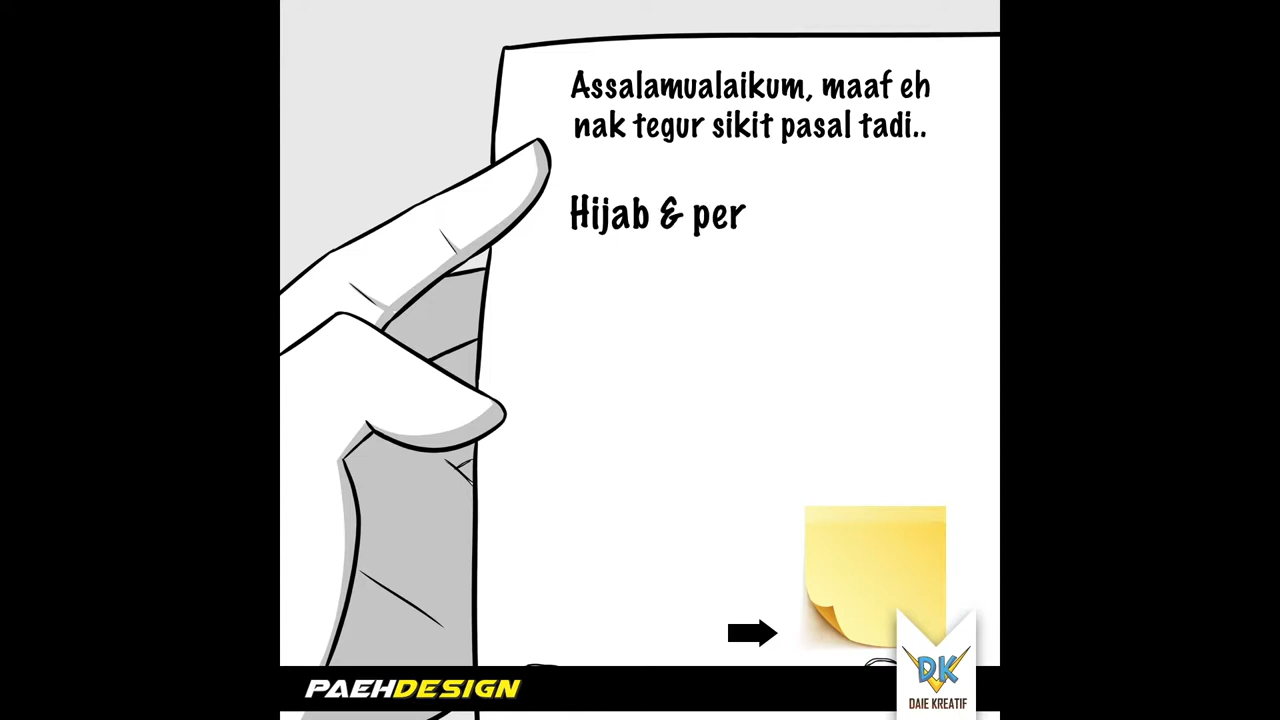 Assalamualaikum, maaf eh
nak tegur sikit pasal tadi..
Hijab & per
PAEHDESIGN
DK
DAIE KREATIF